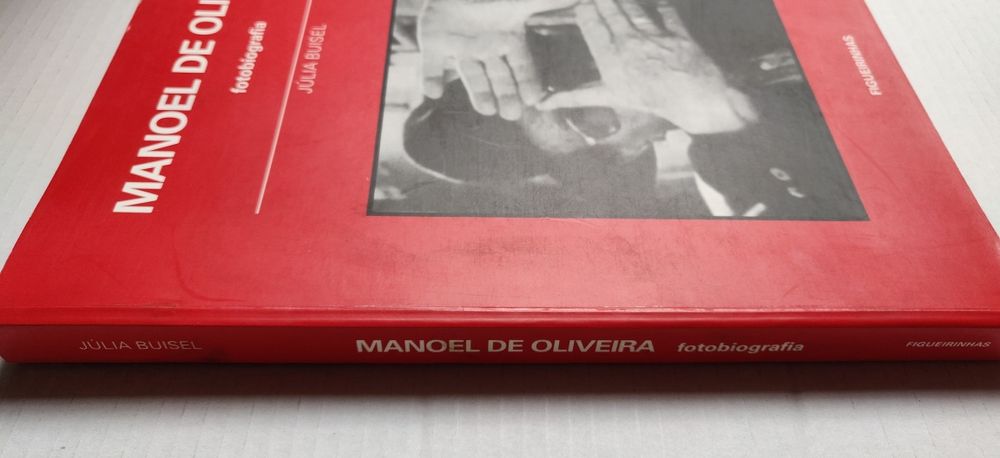 MANOEL DE OLI
fotobiografia
JÚLIA BUISEL
FIGUEIRINHAS
JÚLIA BUISEL MANOEL DE OLIVEIRA fotobiografia FIGUEIRINHAS